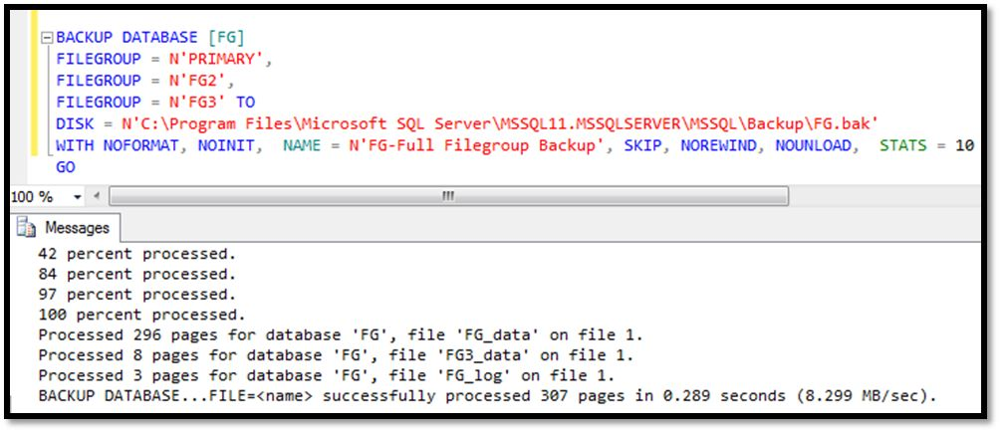 BACKUP DATABASE [FG]
FILEGROUP = N'PRIMARY',
FILEGROUP = N'FG2',
FILEGROUP = N'FG3' TO
DISK = N'C:\Program Files\Microsoft SQL Server\MSSQL11.MSSQLSERVER\MSSQL\Backup\FG.bak'
WITH NOFORMAT, NOINIT,  NAME = N'FG-Full Filegroup Backup', SKIP, NOREWIND, NOUNLOAD,  STATS = 10
GO
100 %
Messages
42 percent processed.
84 percent processed.
97 percent processed.
100 percent processed.
Processed 296 pages for database 'FG', file 'FG_data' on file 1.
Processed 8 pages for database 'FG', file 'FG3_data' on file 1.
Processed 3 pages for database 'FG', file 'FG_log' on file 1.
BACKUP DATABASE...FILE=<name> successfully processed 307 pages in 0.289 seconds (8.299 MB/sec).